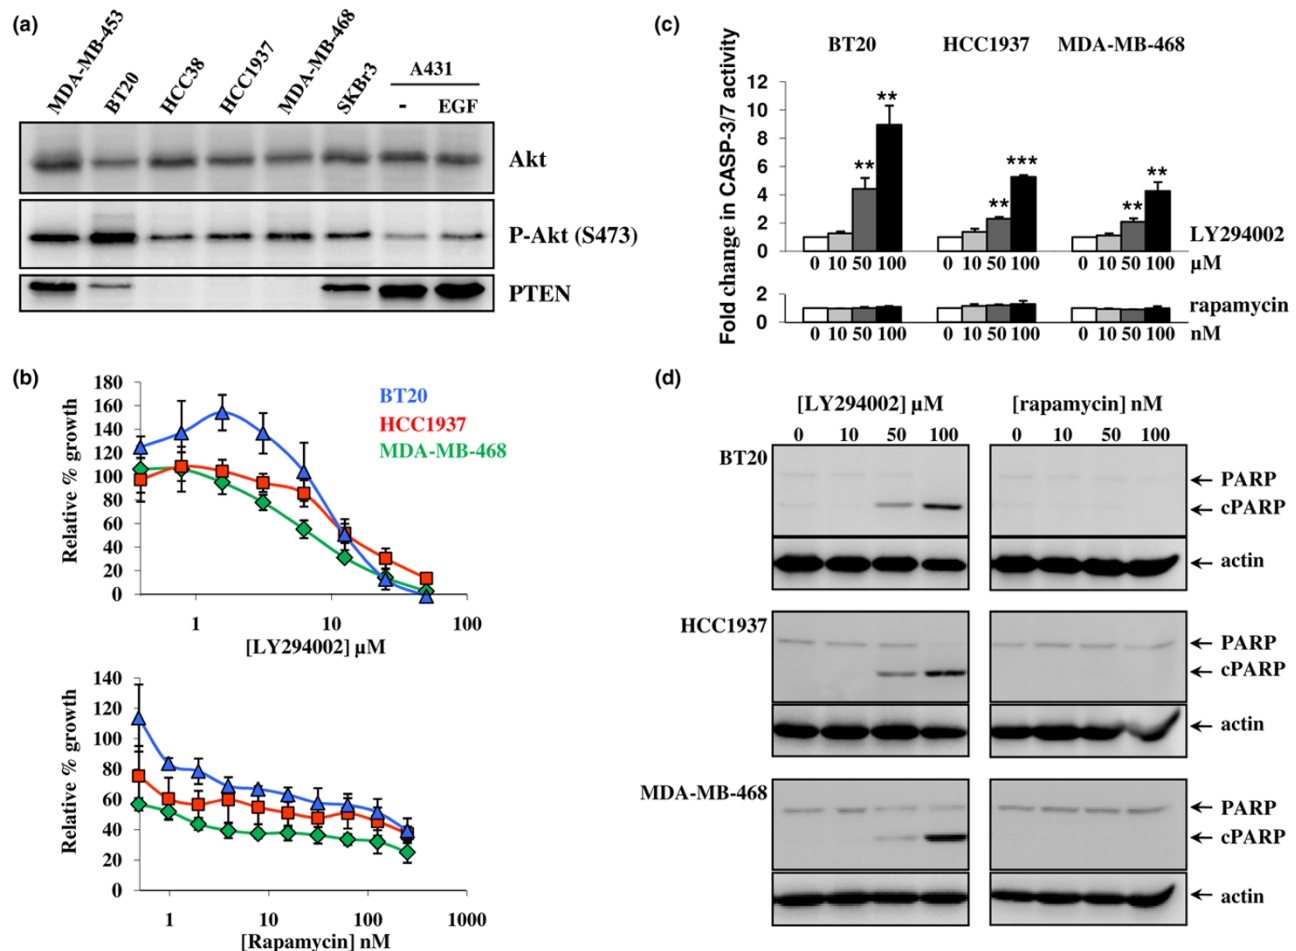 (a)
MDA-MB-453
BT20
HCC38
HCC1937
MDA-MB-468
SKBr3
A431
- EGF
Akt
P-Akt (S473)
PTEN
(b)
Relative % growth
180
160
140
120
100
80
60
40
20
0
BT20
HCC1937
MDA-MB-468
1 10 100
[LY294002] µM
Relative % growth
140
120
100
80
60
40
20
0
1 10 100 1000
[Rapamycin] nM
(c)
BT20 HCC1937 MDA-MB-468
Fold change in CASP-3/7 activity
12
10
8
6
4
2
0
** **
** ***
** **
LY294002
0 10 50 100 0 10 50 100 0 10 50 100 µM
2
0
rapamycin
0 10 50 100 0 10 50 100 0 10 50 100 nM
(d)
[LY294002] µM [rapamycin] nM
0 10 50 100 0 10 50 100
BT20
PARP
cPARP
actin
HCC1937
PARP
cPARP
actin
MDA-MB-468
PARP
cPARP
actin